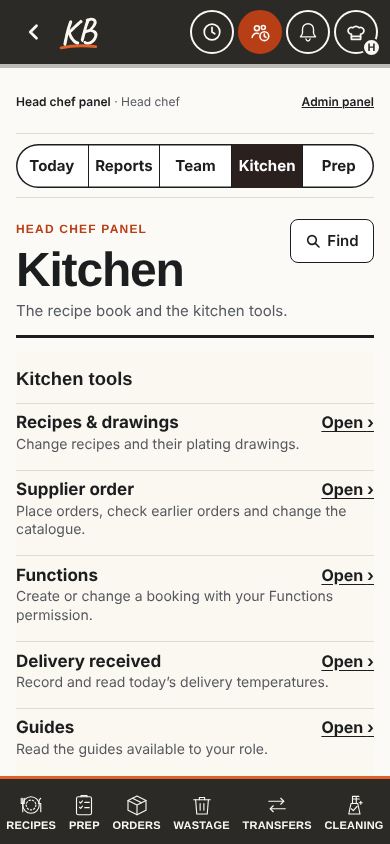 KB
H
Head chef panel · Head chef
Admin panel
Today
Reports
Team
Kitchen
Prep
HEAD CHEF PANEL
Kitchen
Find
The recipe book and the kitchen tools.
Kitchen tools
Recipes & drawings
Open ›
Change recipes and their plating drawings.
Supplier order
Open ›
Place orders, check earlier orders and change the
catalogue.
Functions
Open ›
Create or change a booking with your Functions
permission.
Delivery received
Open ›
Record and read today’s delivery temperatures.
Guides
Open ›
Read the guides available to your role.
RECIPES
PREP
ORDERS
WASTAGE
TRANSFERS
CLEANING